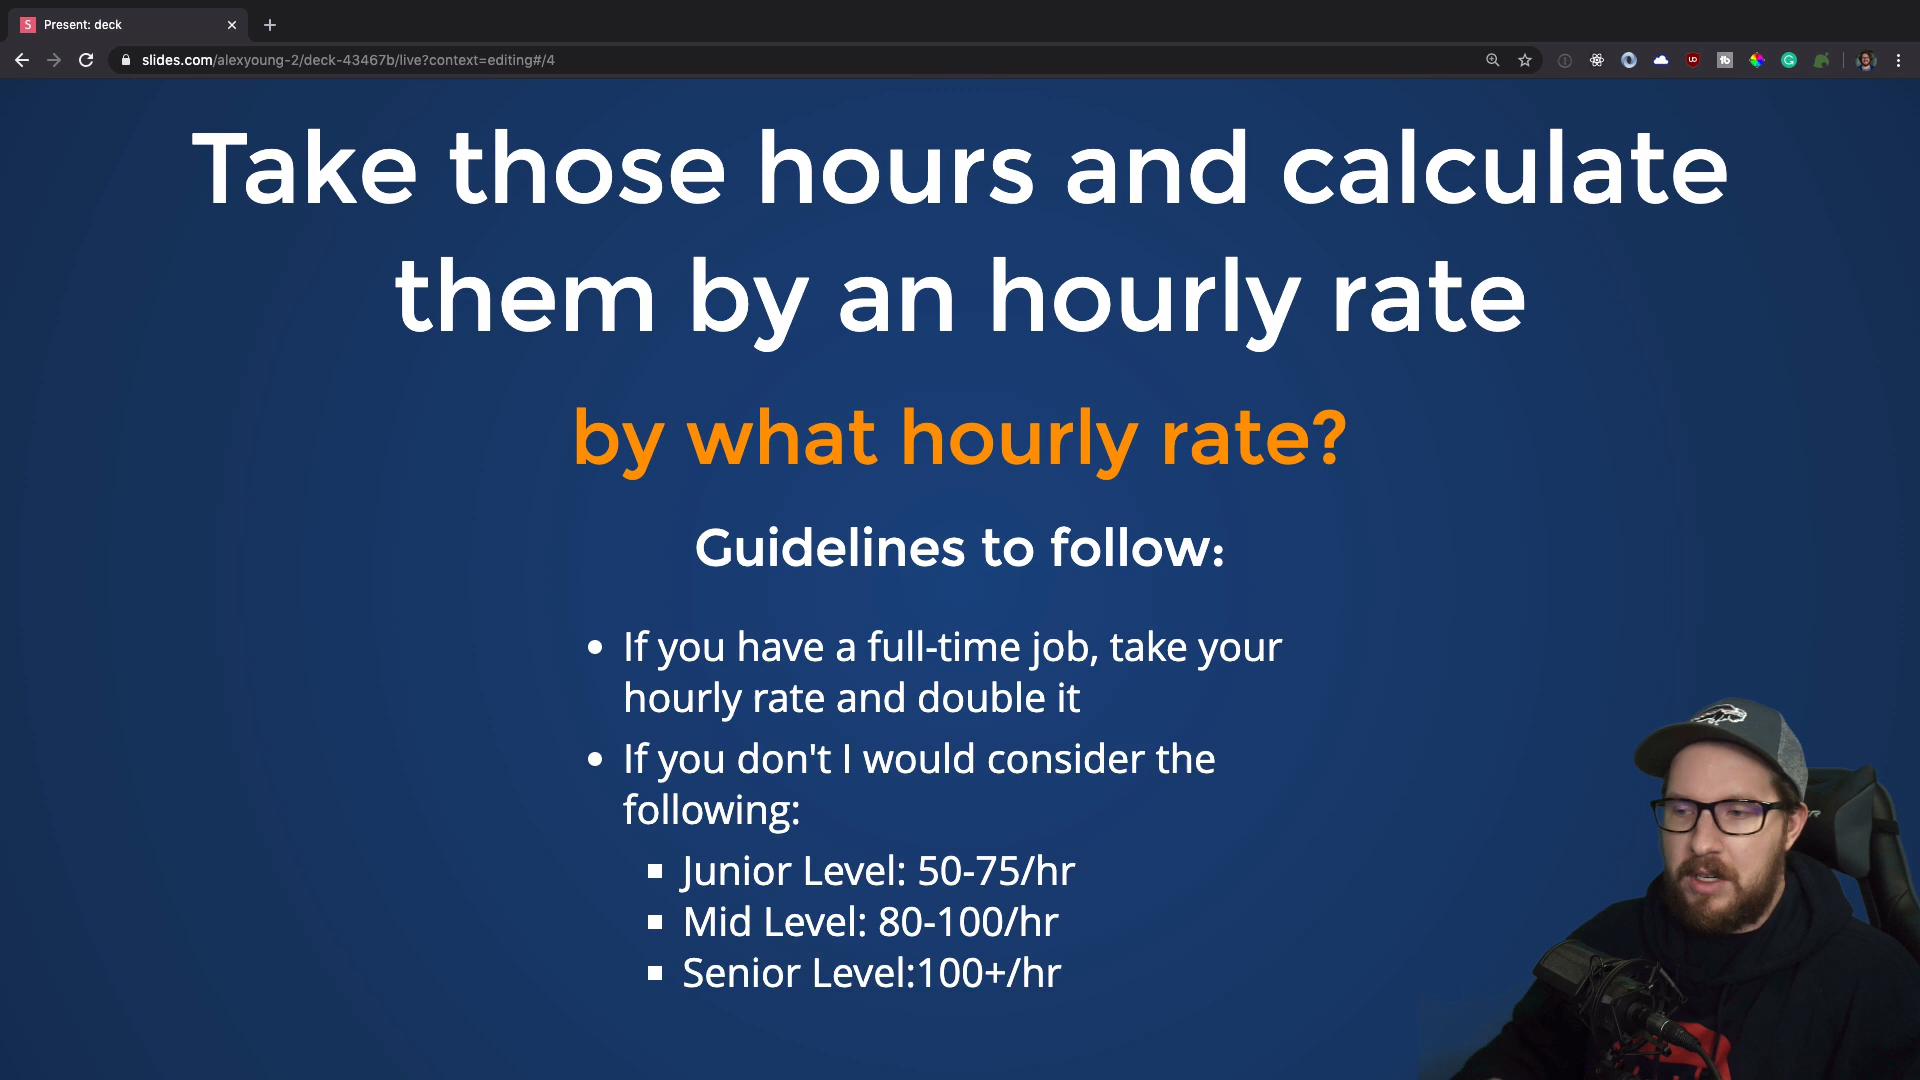 Present: deck
slides.com/alexyoung-2/deck-43467b/live?context=editing#/4
Take those hours and calculate
them by an hourly rate
by what hourly rate?
Guidelines to follow:
If you have a full-time job, take your
hourly rate and double it
If you don't I would consider the
following:
Junior Level: 50-75/hr
Mid Level: 80-100/hr
Senior Level:100+/hr